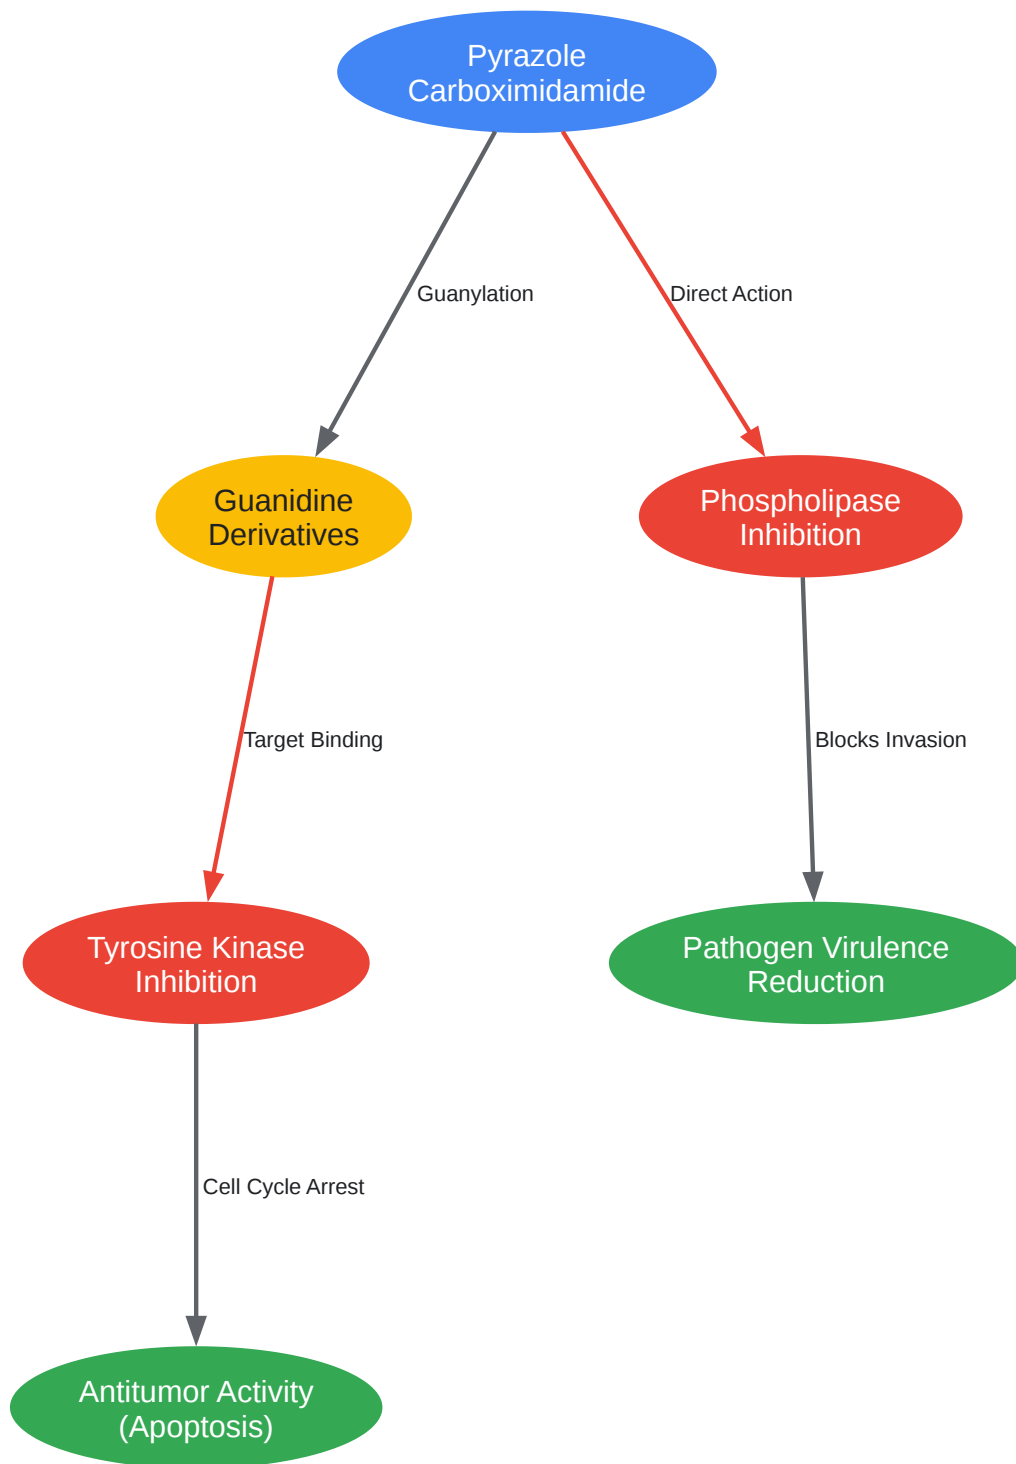 Pyrazole
Carboximidamide
Guanylation
Direct Action
Guanidine
Derivatives
Phospholipase
Inhibition
Target Binding
Blocks Invasion
Tyrosine Kinase
Inhibition
Pathogen Virulence
Reduction
Cell Cycle Arrest
Antitumor Activity
(Apoptosis)